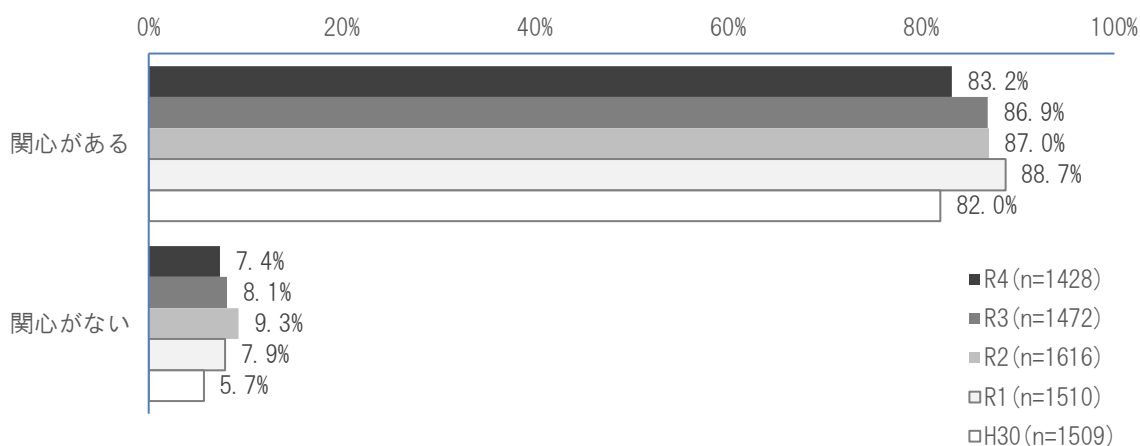 0% 20% 40% 60% 80% 100%
関心がある
83.2%
86.9%
87.0%
88.7%
82.0%
関心がない
7.4%
8.1%
9.3%
7.9%
5.7%
R4(n=1428)
R3(n=1472)
R2(n=1616)
R1(n=1510)
H30(n=1509)